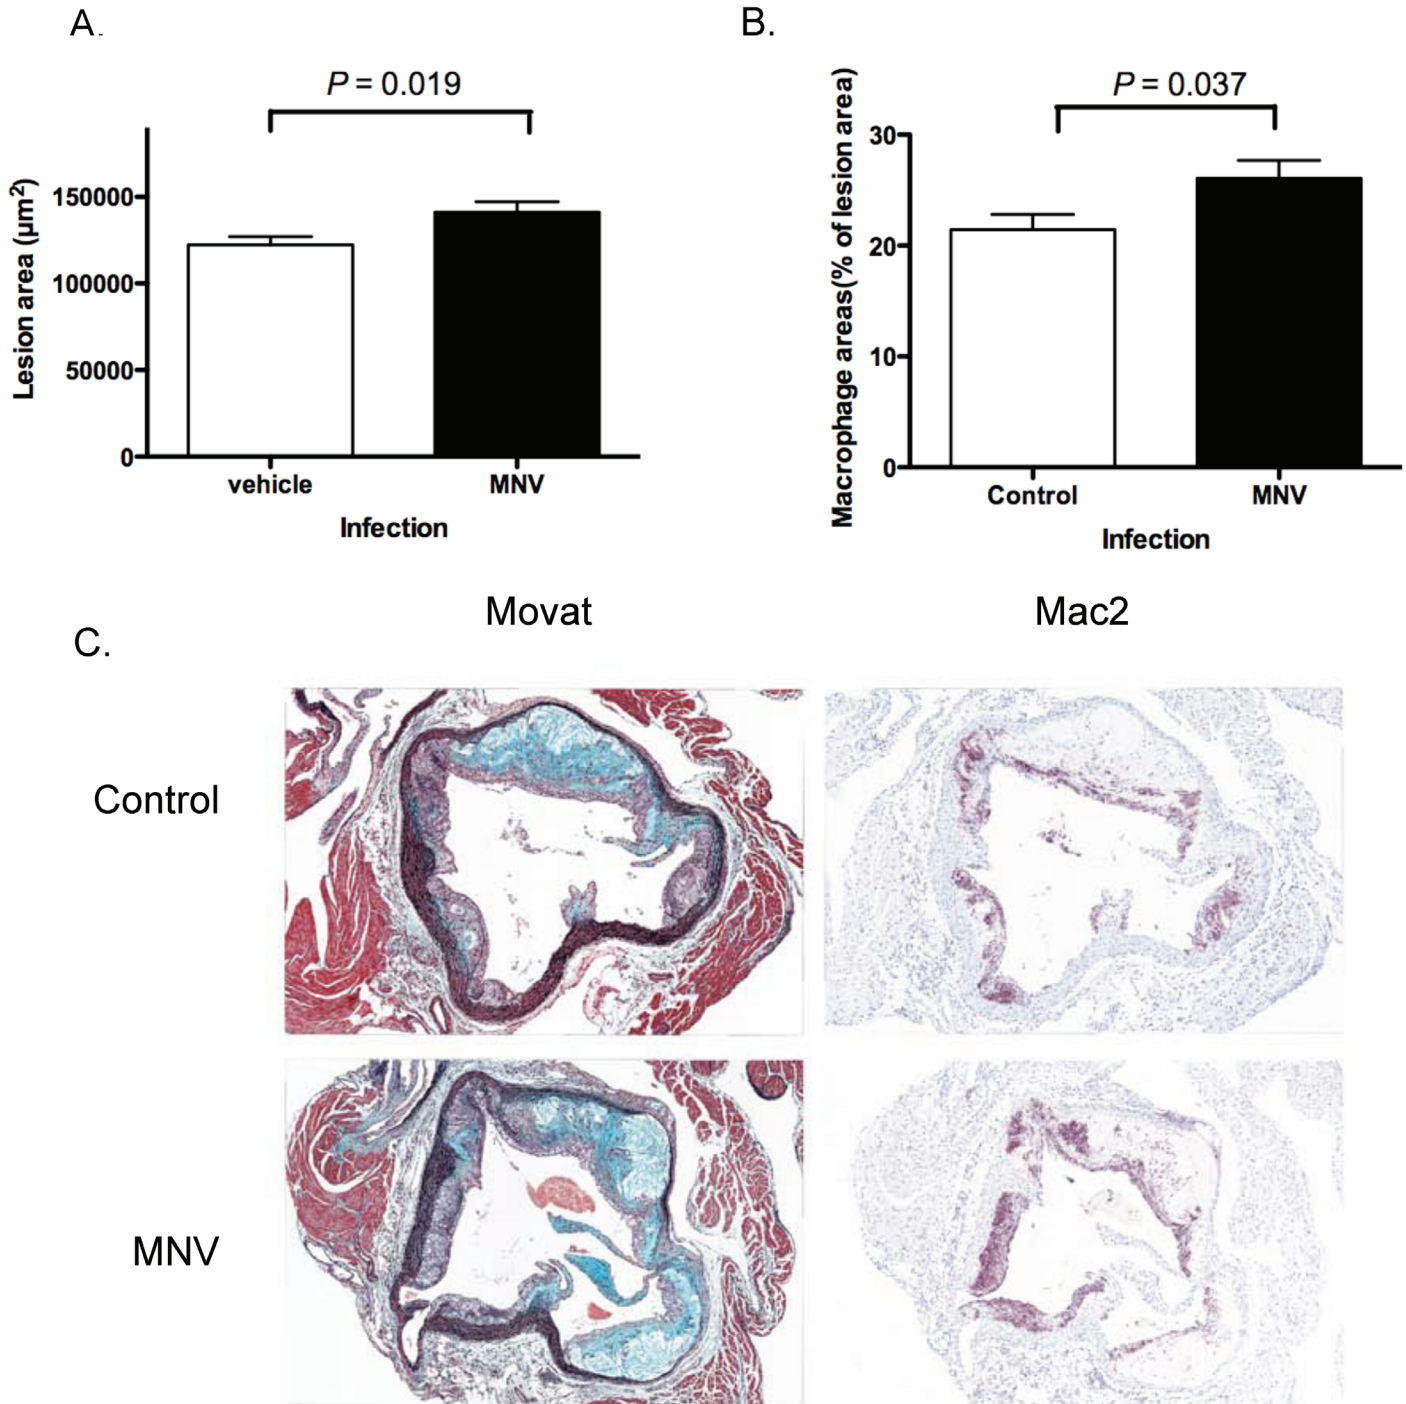 A.
P = 0.019
Lesion area (µm²)
150000
100000
50000
0
vehicle
MNV
Infection
B.
P = 0.037
Macrophage areas(% of lesion area)
30
20
10
0
Control
MNV
Infection
C.
Movat
Mac2
Control
MNV